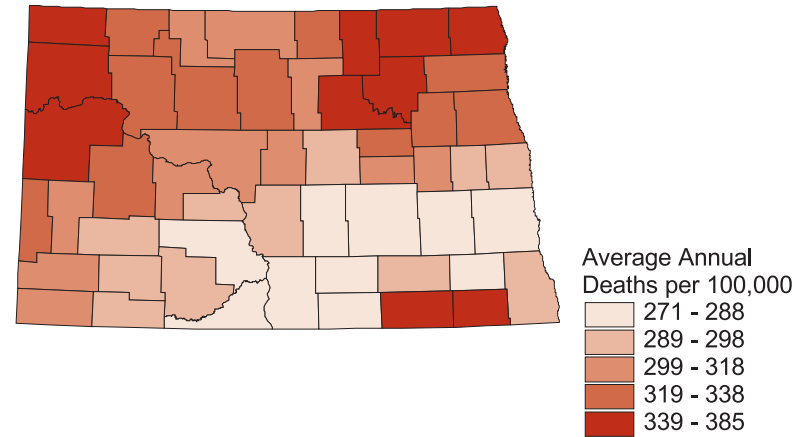 Average Annual
Deaths per 100,000
271 - 288
289 - 298
299 - 318
319 - 338
339 - 385